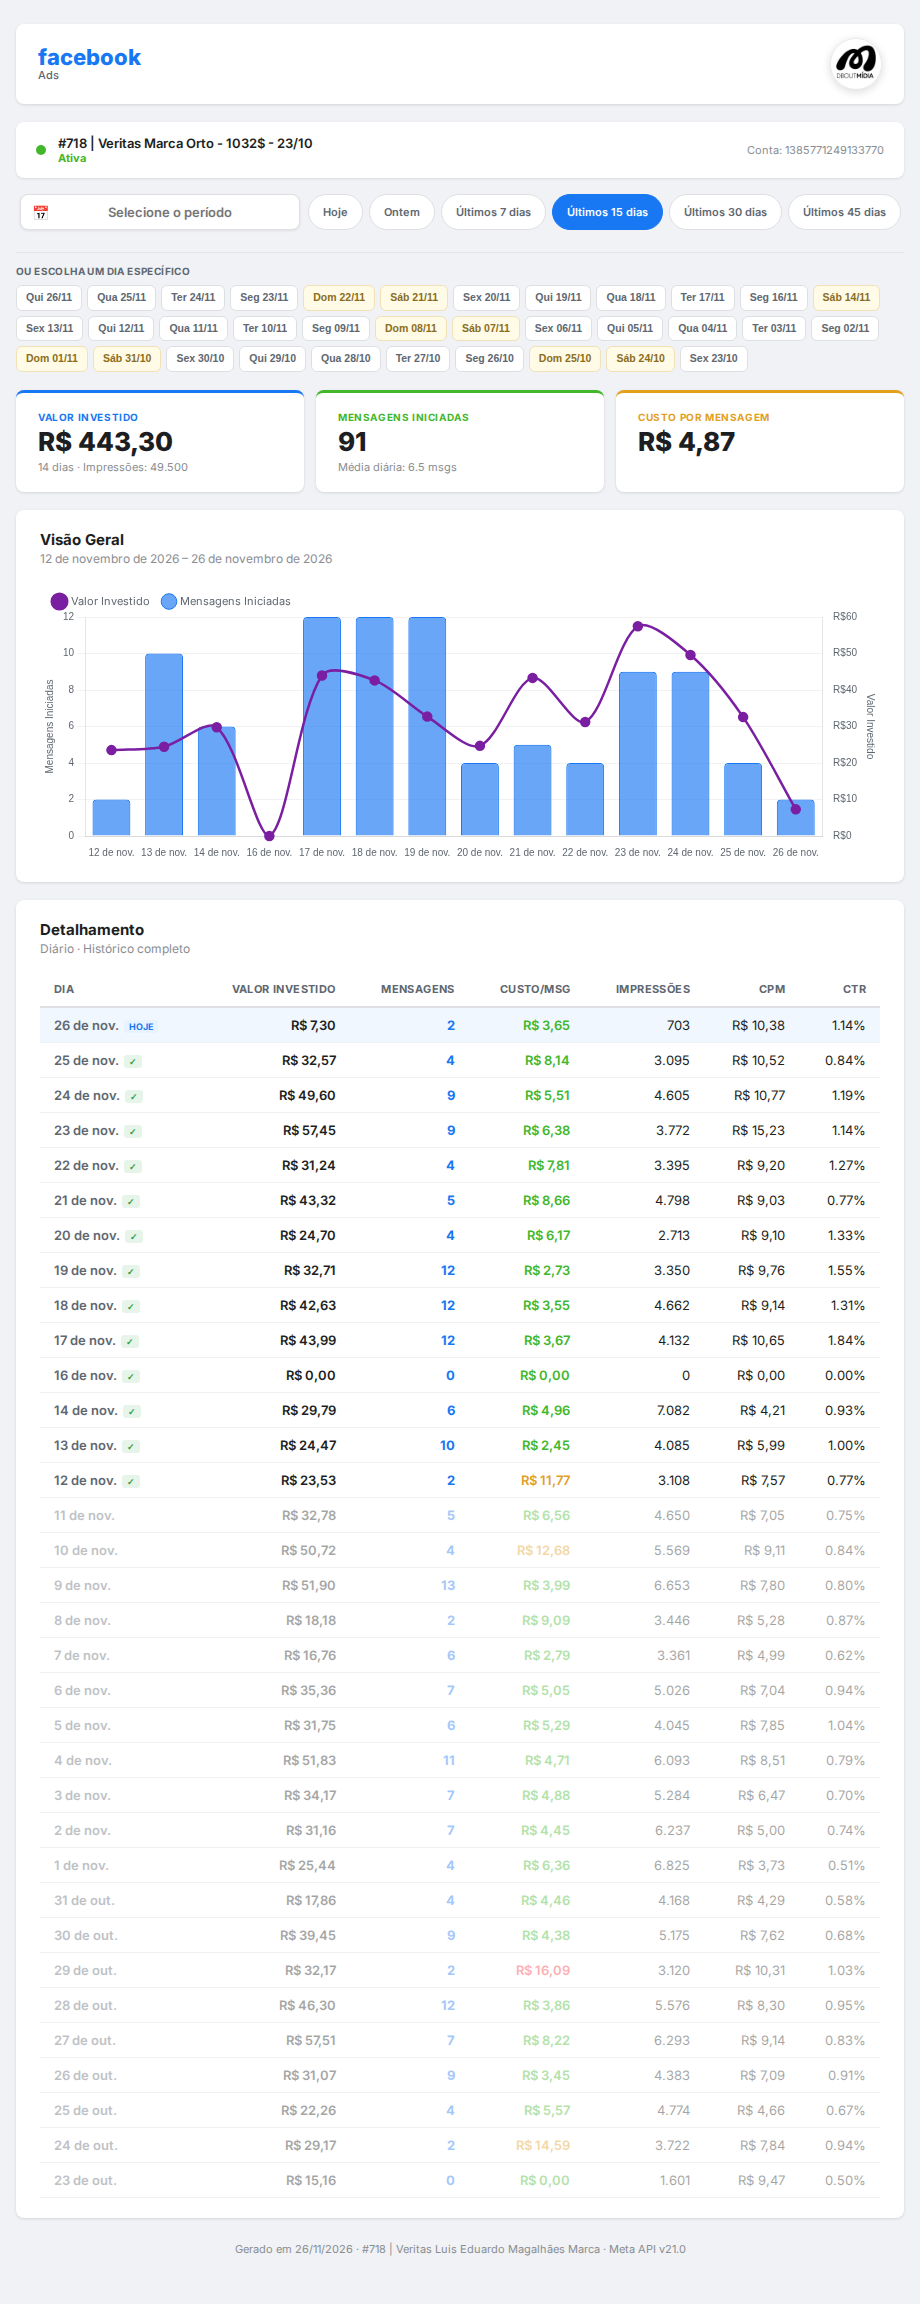 facebook
Ads
DBOUTMÍDIA
#718 | Veritas Marca Orto - 1032$ - 23/10
Ativa
Conta: 1385771249133770
Selecione o período
Hoje
Ontem
Últimos 7 dias
Últimos 15 dias
Últimos 30 dias
Últimos 45 dias
OU ESCOLHA UM DIA ESPECÍFICO
Qui 26/11 Qua 25/11 Ter 24/11 Seg 23/11 Dom 22/11 Sáb 21/11 Sex 20/11 Qui 19/11 Qua 18/11 Ter 17/11 Seg 16/11 Sáb 14/11
Sex 13/11 Qui 12/11 Qua 11/11 Ter 10/11 Seg 09/11 Dom 08/11 Sáb 07/11 Sex 06/11 Qui 05/11 Qua 04/11 Ter 03/11 Seg 02/11
Dom 01/11 Sáb 31/10 Sex 30/10 Qui 29/10 Qua 28/10 Ter 27/10 Seg 26/10 Dom 25/10 Sáb 24/10 Sex 23/10
VALOR INVESTIDO
R$ 443,30
14 dias · Impressões: 49.500
MENSAGENS INICIADAS
91
Média diária: 6.5 msgs
CUSTO POR MENSAGEM
R$ 4,87
Visão Geral
12 de novembro de 2026 – 26 de novembro de 2026
Valor Investido Mensagens Iniciadas
Mensagens Iniciadas
12
10
8
6
4
2
0
R$60
R$50
R$40
R$30
R$20
R$10
R$0
Valor Investido
12 de nov. 13 de nov. 14 de nov. 16 de nov. 17 de nov. 18 de nov. 19 de nov. 20 de nov. 21 de nov. 22 de nov. 23 de nov. 24 de nov. 25 de nov. 26 de nov.
Detalhamento
Diário · Histórico completo
DIA VALOR INVESTIDO MENSAGENS CUSTO/MSG IMPRESSÕES CPM CTR
26 de nov. HOJE R$ 7,30 2 R$ 3,65 703 R$ 10,38 1.14%
25 de nov. ✓ R$ 32,57 4 R$ 8,14 3.095 R$ 10,52 0.84%
24 de nov. ✓ R$ 49,60 9 R$ 5,51 4.605 R$ 10,77 1.19%
23 de nov. ✓ R$ 57,45 9 R$ 6,38 3.772 R$ 15,23 1.14%
22 de nov. ✓ R$ 31,24 4 R$ 7,81 3.395 R$ 9,20 1.27%
21 de nov. ✓ R$ 43,32 5 R$ 8,66 4.798 R$ 9,03 0.77%
20 de nov. ✓ R$ 24,70 4 R$ 6,17 2.713 R$ 9,10 1.33%
19 de nov. ✓ R$ 32,71 12 R$ 2,73 3.350 R$ 9,76 1.55%
18 de nov. ✓ R$ 42,63 12 R$ 3,55 4.662 R$ 9,14 1.31%
17 de nov. ✓ R$ 43,99 12 R$ 3,67 4.132 R$ 10,65 1.84%
16 de nov. ✓ R$ 0,00 0 R$ 0,00 0 R$ 0,00 0.00%
14 de nov. ✓ R$ 29,79 6 R$ 4,96 7.082 R$ 4,21 0.93%
13 de nov. ✓ R$ 24,47 10 R$ 2,45 4.085 R$ 5,99 1.00%
12 de nov. ✓ R$ 23,53 2 R$ 11,77 3.108 R$ 7,57 0.77%
11 de nov. R$ 32,78 5 R$ 6,56 4.650 R$ 7,05 0.75%
10 de nov. R$ 50,72 4 R$ 12,68 5.569 R$ 9,11 0.84%
9 de nov. R$ 51,90 13 R$ 3,99 6.653 R$ 7,80 0.80%
8 de nov. R$ 18,18 2 R$ 9,09 3.446 R$ 5,28 0.87%
7 de nov. R$ 16,76 6 R$ 2,79 3.361 R$ 4,99 0.62%
6 de nov. R$ 35,36 7 R$ 5,05 5.026 R$ 7,04 0.94%
5 de nov. R$ 31,75 6 R$ 5,29 4.045 R$ 7,85 1.04%
4 de nov. R$ 51,83 11 R$ 4,71 6.093 R$ 8,51 0.79%
3 de nov. R$ 34,17 7 R$ 4,88 5.284 R$ 6,47 0.70%
2 de nov. R$ 31,16 7 R$ 4,45 6.237 R$ 5,00 0.74%
1 de nov. R$ 25,44 4 R$ 6,36 6.825 R$ 3,73 0.51%
31 de out. R$ 17,86 4 R$ 4,46 4.168 R$ 4,29 0.58%
30 de out. R$ 39,45 9 R$ 4,38 5.175 R$ 7,62 0.68%
29 de out. R$ 32,17 2 R$ 16,09 3.120 R$ 10,31 1.03%
28 de out. R$ 46,30 12 R$ 3,86 5.576 R$ 8,30 0.95%
27 de out. R$ 57,51 7 R$ 8,22 6.293 R$ 9,14 0.83%
26 de out. R$ 31,07 9 R$ 3,45 4.383 R$ 7,09 0.91%
25 de out. R$ 22,26 4 R$ 5,57 4.774 R$ 4,66 0.67%
24 de out. R$ 29,17 2 R$ 14,59 3.722 R$ 7,84 0.94%
23 de out. R$ 15,16 0 R$ 0,00 1.601 R$ 9,47 0.50%
Gerado em 26/11/2026 · #718 | Veritas Luis Eduardo Magalhães Marca · Meta API v21.0